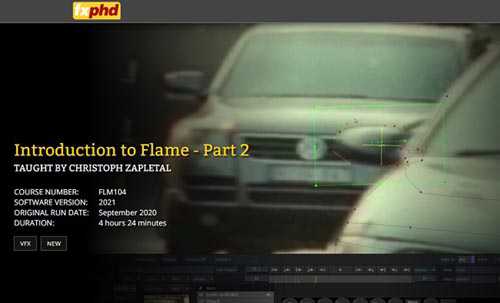 fxphd
Introduction to Flame - Part 2
TAUGHT BY CHRISTOPH ZAPLETAL
COURSE NUMBER: FLM104
SOFTWARE VERSION: 2021
ORIGINAL RUN DATE: September 2020
DURATION: 4 hours 24 minutes
VFX NEW